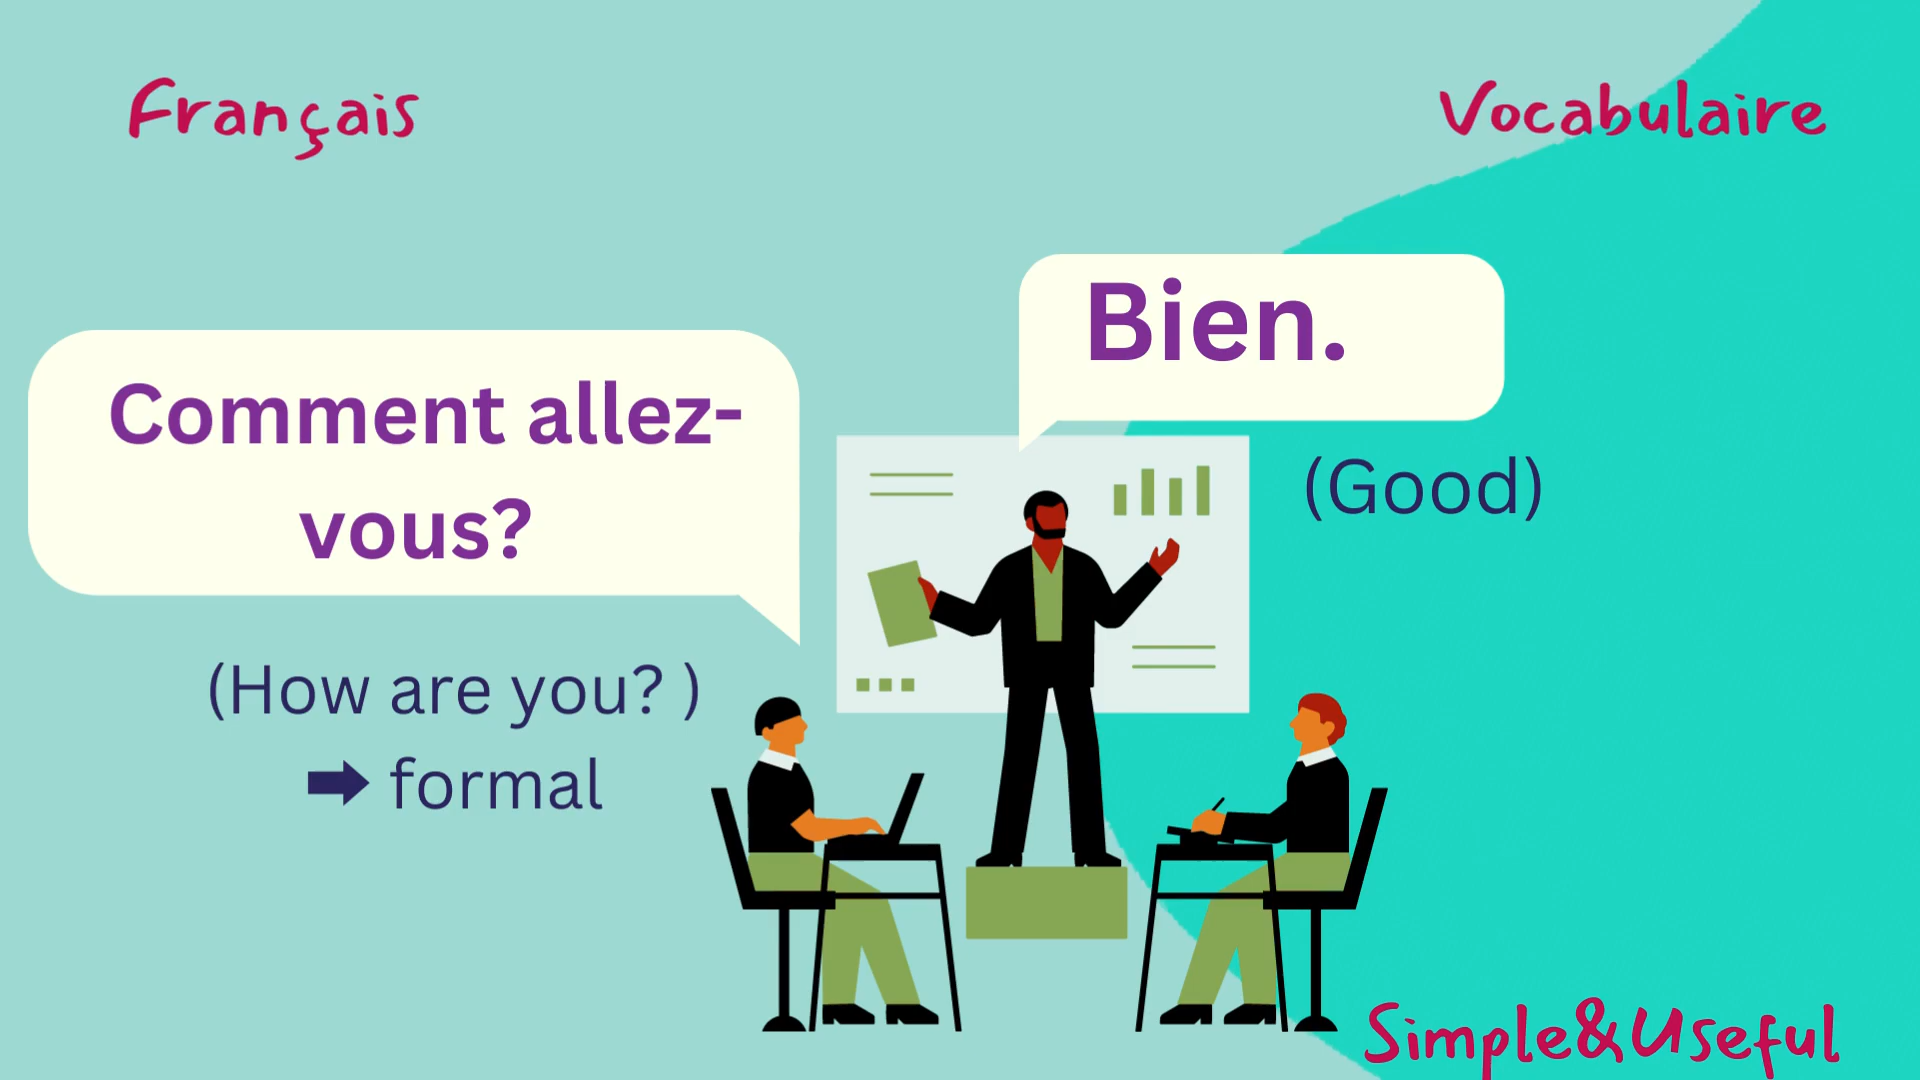 Français
Vocabulaire
Comment allez-
vous?
(How are you? )
➡ formal
Bien.
(Good)
Simple&Useful